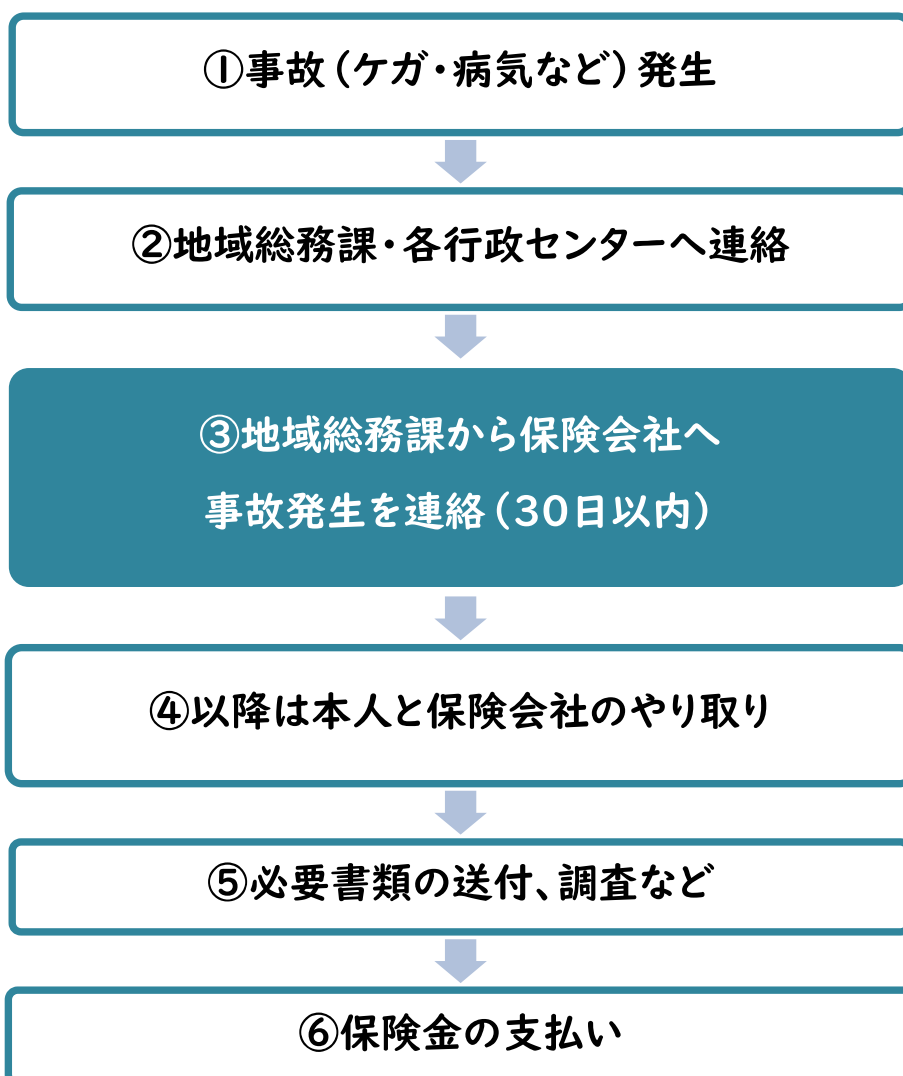 ①事故（ケガ・病気など）発生
②地域総務課・各行政センターへ連絡
③地域総務課から保険会社へ
事故発生を連絡（30日以内）
④以降は本人と保険会社のやり取り
⑤必要書類の送付、調査など
⑥保険金の支払い